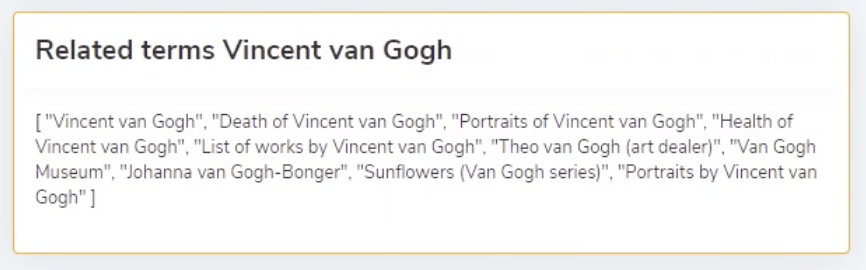 Related terms Vincent van Gogh
[ "Vincent van Gogh", "Death of Vincent van Gogh", "Portraits of Vincent van Gogh", "Health of
Vincent van Gogh", "List of works by Vincent van Gogh", "Theo van Gogh (art dealer)", "Van Gogh
Museum", "Johanna van Gogh-Bonger", "Sunflowers (Van Gogh series)", "Portraits by Vincent van
Gogh" ]